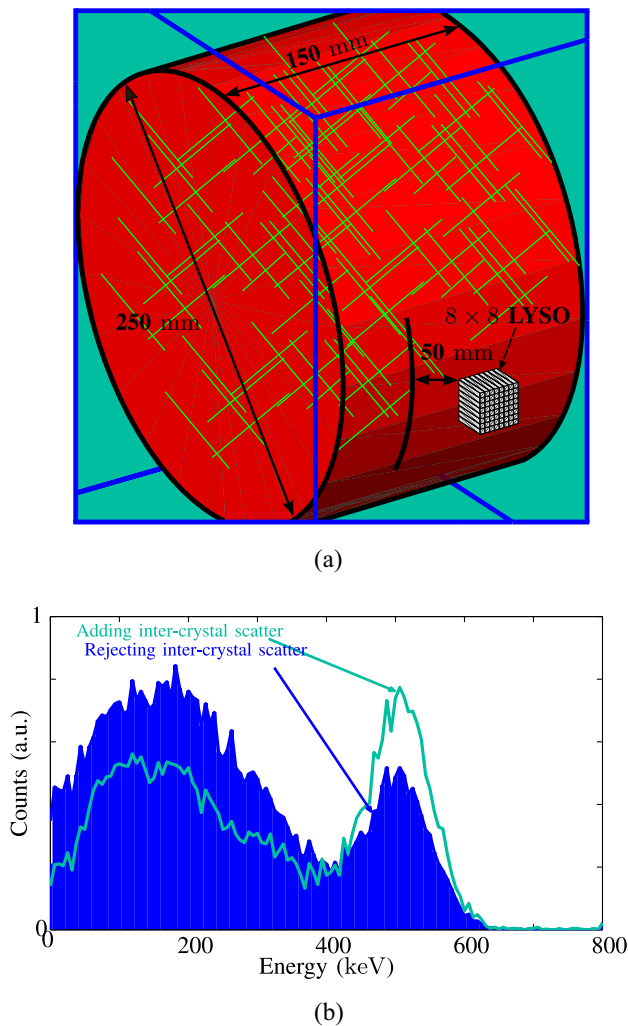 150 mm
250 mm
8 × 8 LYSO
50 mm
(a)
1
Adding inter-crystal scatter
Rejecting inter-crystal scatter
Counts (a.u.)
0
0 200 400 600 800
Energy (keV)
(b)